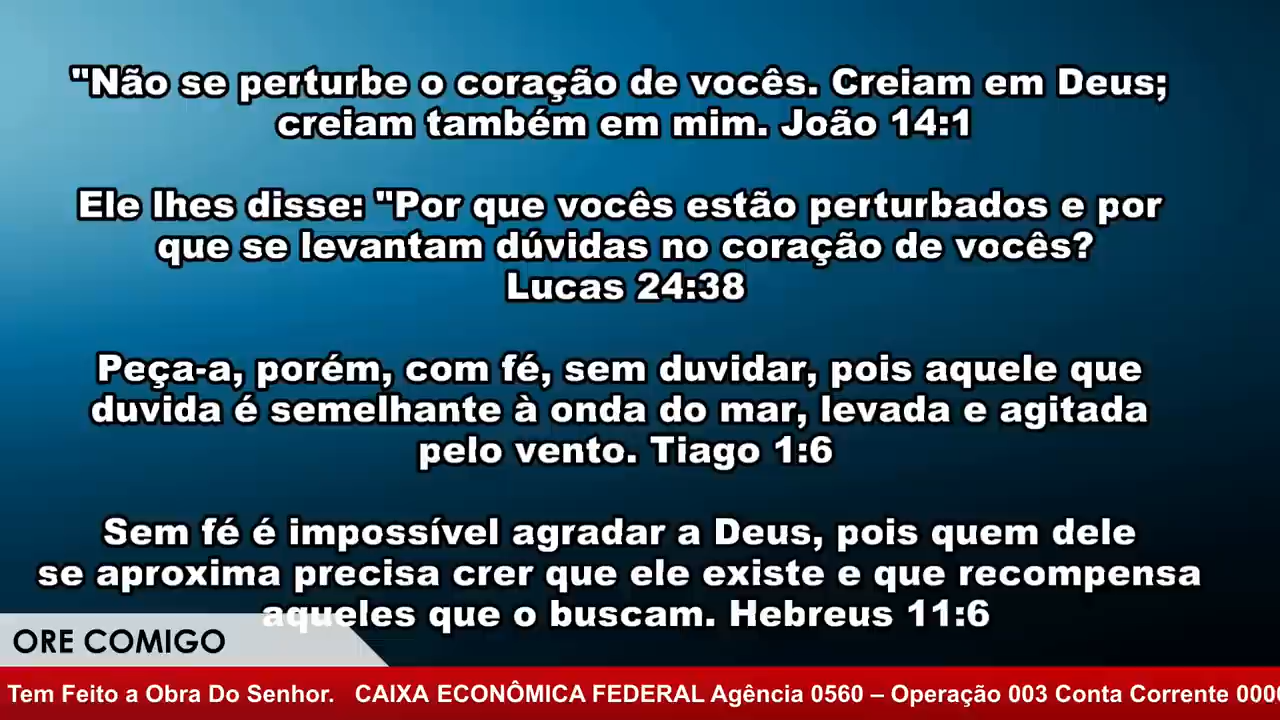 "Não se perturbe o coração de vocês. Creiam em Deus;
creiam também em mim. João 14:1
Ele lhes disse: "Por que vocês estão perturbados e por
que se levantam dúvidas no coração de vocês?
Lucas 24:38
Peça-a, porém, com fé, sem duvidar, pois aquele que
duvida é semelhante à onda do mar, levada e agitada
pelo vento. Tiago 1:6
Sem fé é impossível agradar a Deus, pois quem dele
se aproxima precisa crer que ele existe e que recompensa
aqueles que o buscam. Hebreus 11:6
ORE COMIGO
Tem Feito a Obra Do Senhor. CAIXA ECONÔMICA FEDERAL Agência 0560 – Operação 003 Conta Corrente